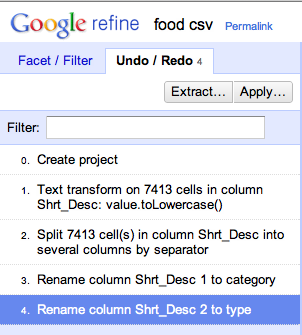 Google refine food csv Permalink
Facet / Filter Undo / Redo 4
Extract... Apply...
Filter:
0. Create project
1. Text transform on 7413 cells in column
Shrt_Desc: value.toLowercase()
2. Split 7413 cell(s) in column Shrt_Desc into
several columns by separator
3. Rename column Shrt_Desc 1 to category
4. Rename column Shrt_Desc 2 to type